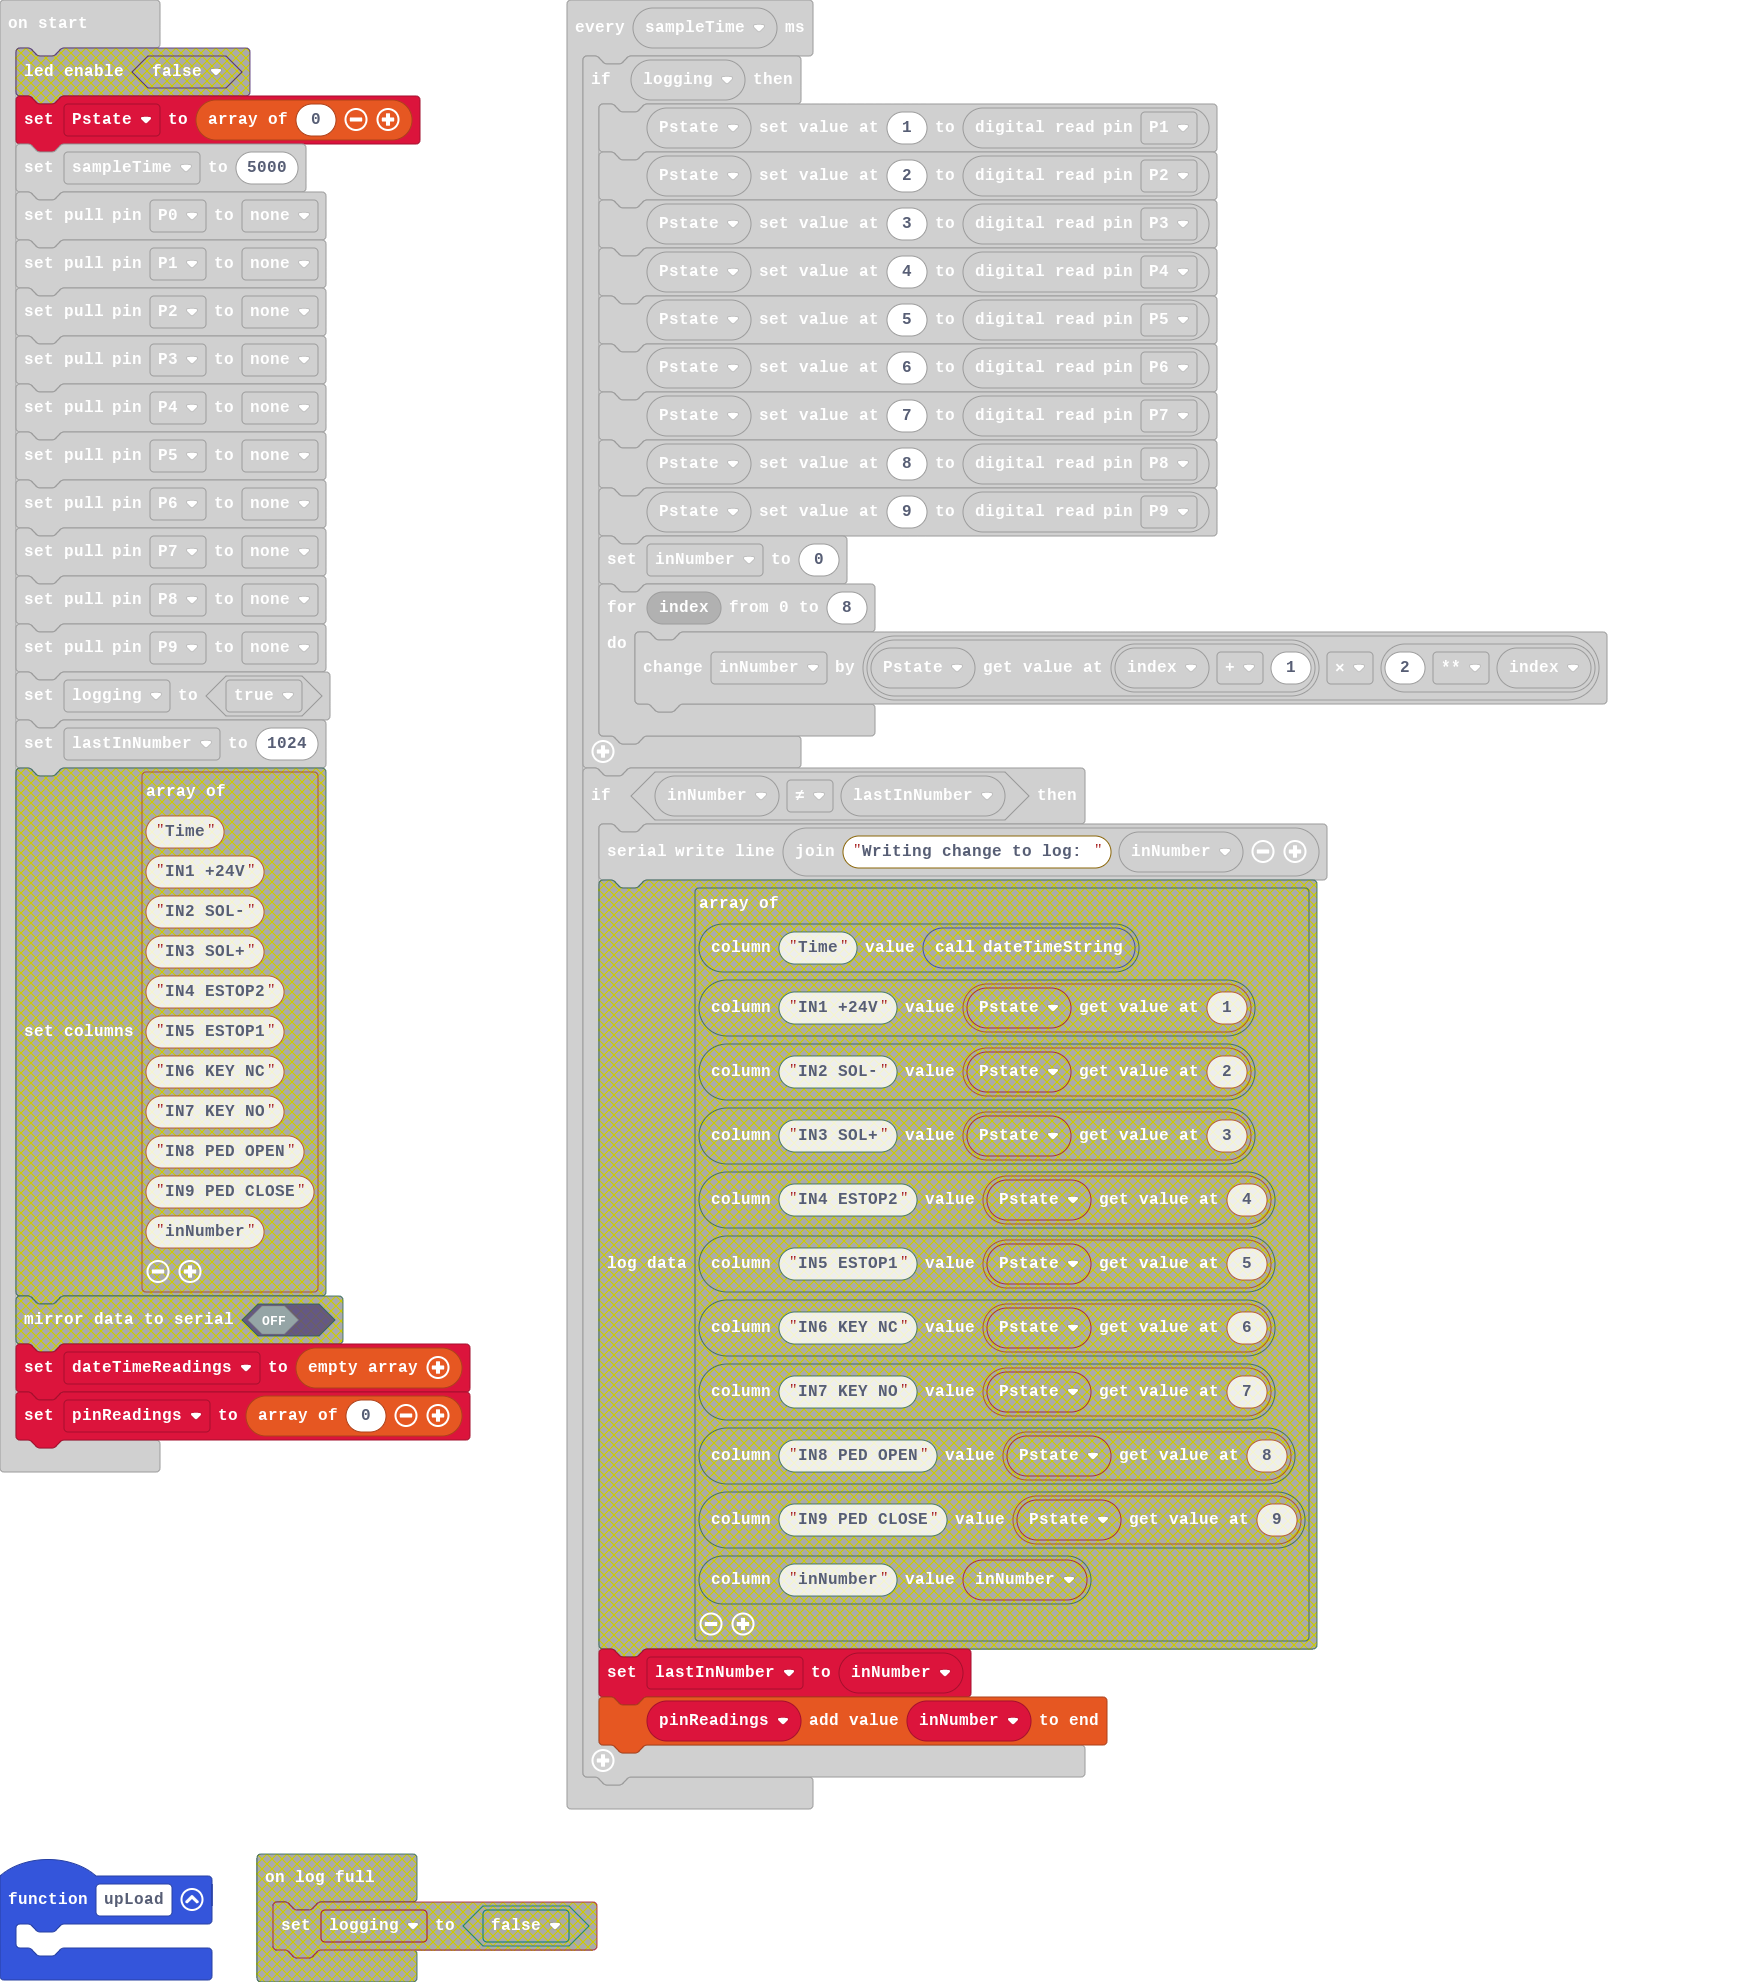 on start
led enable false
set Pstate to array of 0
set sampleTime to 5000
set pull pin P0 to none
set pull pin P1 to none
set pull pin P2 to none
set pull pin P3 to none
set pull pin P4 to none
set pull pin P5 to none
set pull pin P6 to none
set pull pin P7 to none
set pull pin P8 to none
set pull pin P9 to none
set logging to true
set lastInNumber to 1024
set columns
array of
"Time"
"IN1 +24V"
"IN2 SOL-"
"IN3 SOL+"
"IN4 ESTOP2"
"IN5 ESTOP1"
"IN6 KEY NC"
"IN7 KEY NO"
"IN8 PED OPEN"
"IN9 PED CLOSE"
"inNumber"
mirror data to serial OFF
set dateTimeReadings to empty array
set pinReadings to array of 0
every sampleTime ms
if logging then
Pstate set value at 1 to digital read pin P1
Pstate set value at 2 to digital read pin P2
Pstate set value at 3 to digital read pin P3
Pstate set value at 4 to digital read pin P4
Pstate set value at 5 to digital read pin P5
Pstate set value at 6 to digital read pin P6
Pstate set value at 7 to digital read pin P7
Pstate set value at 8 to digital read pin P8
Pstate set value at 9 to digital read pin P9
set inNumber to 0
for index from 0 to 8
do
change inNumber by Pstate get value at index + 1 × 2 ** index
if inNumber ≠ lastInNumber then
serial write line join "Writing change to log: " inNumber
log data
array of
column "Time" value call dateTimeString
column "IN1 +24V" value Pstate get value at 1
column "IN2 SOL-" value Pstate get value at 2
column "IN3 SOL+" value Pstate get value at 3
column "IN4 ESTOP2" value Pstate get value at 4
column "IN5 ESTOP1" value Pstate get value at 5
column "IN6 KEY NC" value Pstate get value at 6
column "IN7 KEY NO" value Pstate get value at 7
column "IN8 PED OPEN" value Pstate get value at 8
column "IN9 PED CLOSE" value Pstate get value at 9
column "inNumber" value inNumber
set lastInNumber to inNumber
pinReadings add value inNumber to end
function upLoad
on log full
set logging to false